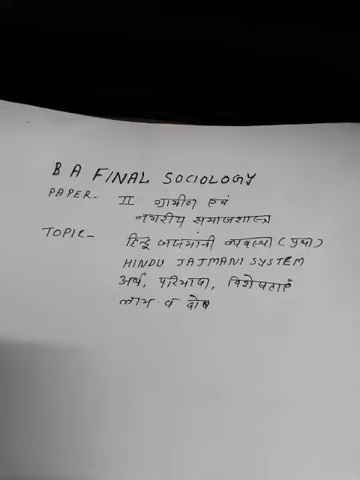 B A FINAL SOCIOLOGY
PAPER- II ग्रामीण एवं
नगरीय समाजशास्त्र
TOPIC- हिन्दू जजमानी व्यवस्था (प्रथा)
HINDU JAJMANI SYSTEM
अर्थ, परिभाषा, विशेषताएँ
लाभ व दोष